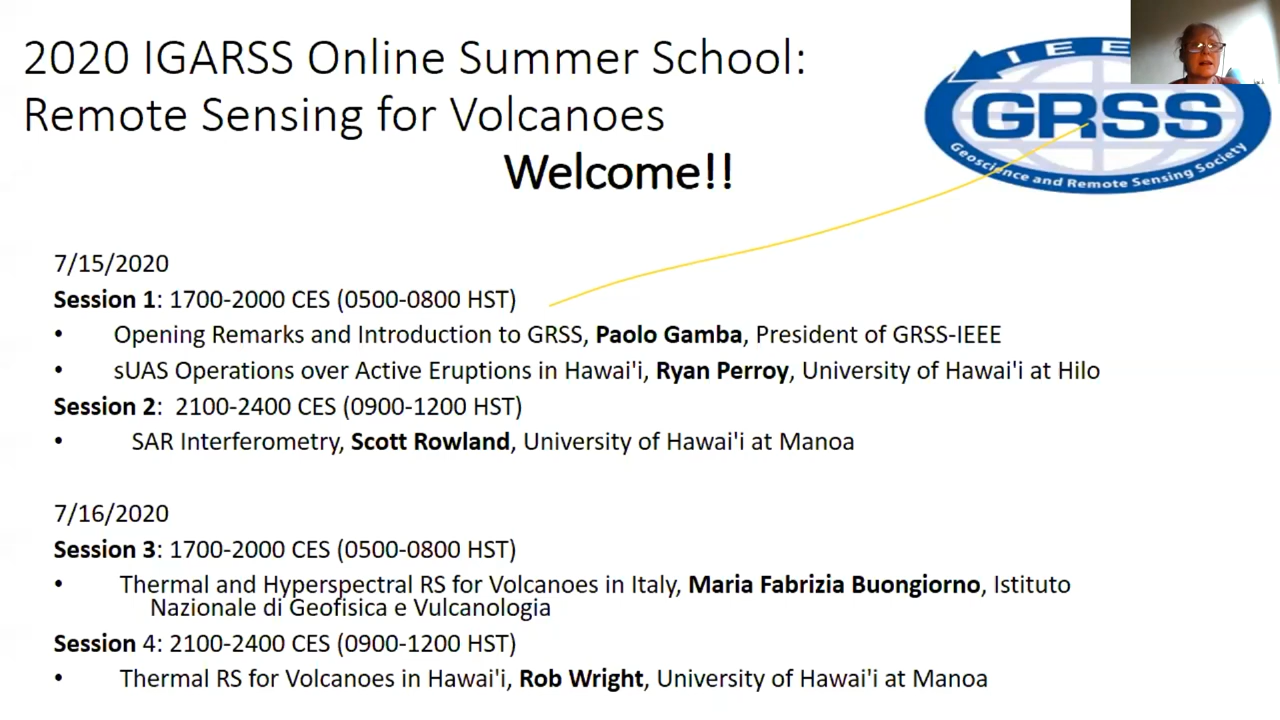 2020 IGARSS Online Summer School:
Remote Sensing for Volcanoes
Welcome!!
IEE
GRSS
Geoscience and Remote Sensing Society
7/15/2020
Session 1: 1700-2000 CES (0500-0800 HST)
• Opening Remarks and Introduction to GRSS, Paolo Gamba, President of GRSS-IEEE
• sUAS Operations over Active Eruptions in Hawai'i, Ryan Perroy, University of Hawai'i at Hilo
Session 2: 2100-2400 CES (0900-1200 HST)
• SAR Interferometry, Scott Rowland, University of Hawai'i at Manoa
7/16/2020
Session 3: 1700-2000 CES (0500-0800 HST)
• Thermal and Hyperspectral RS for Volcanoes in Italy, Maria Fabrizia Buongiorno, Istituto
Nazionale di Geofisica e Vulcanologia
Session 4: 2100-2400 CES (0900-1200 HST)
• Thermal RS for Volcanoes in Hawai'i, Rob Wright, University of Hawai'i at Manoa